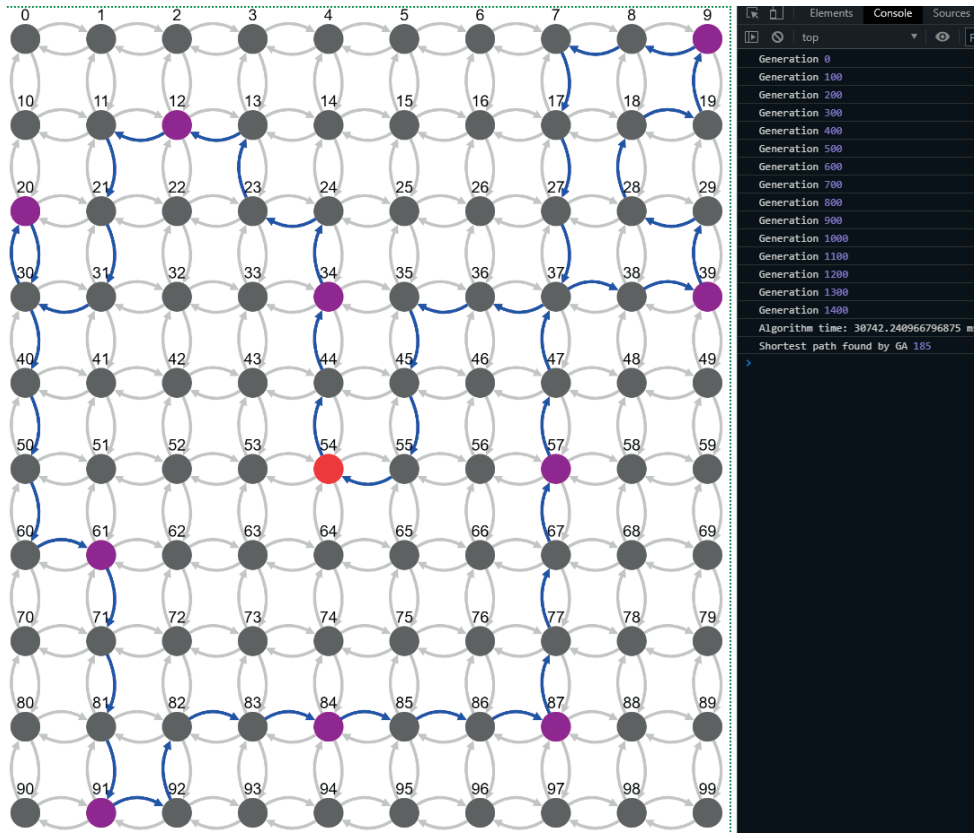 0 1 2 3 4 5 6 7 8 9
10 11 12 13 14 15 16 17 18 19
20 21 22 23 24 25 26 27 28 29
30 31 32 33 34 35 36 37 38 39
40 41 42 43 44 45 46 47 48 49
50 51 52 53 54 55 56 57 58 59
60 61 62 63 64 65 66 67 68 69
70 71 72 73 74 75 76 77 78 79
80 81 82 83 84 85 86 87 88 89
90 91 92 93 94 95 96 97 98 99
Elements Console Sources
top
Generation 0
Generation 100
Generation 200
Generation 300
Generation 400
Generation 500
Generation 600
Generation 700
Generation 800
Generation 900
Generation 1000
Generation 1100
Generation 1200
Generation 1300
Generation 1400
Algorithm time: 30742.240966796875 ms
Shortest path found by GA 185